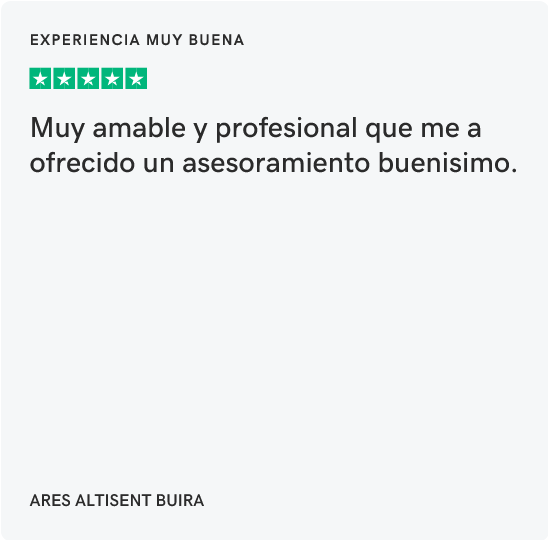 EXPERIENCIA MUY BUENA
Muy amable y profesional que me a
ofrecido un asesoramiento buenisimo.
ARES ALTISENT BUIRA